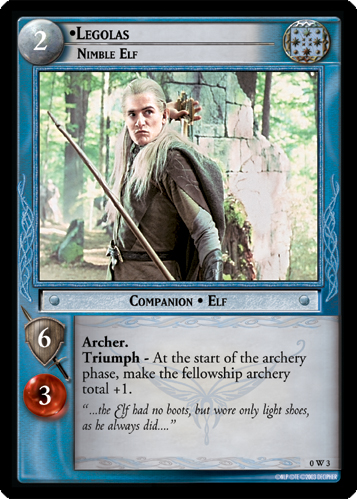 2
•Legolas
Nimble Elf
Companion • Elf
6
3
Archer.
Triumph - At the start of the archery
phase, make the fellowship archery
total +1.
“...the Elf had no boots, but wore only light shoes,
as he always did....”
0 W 3